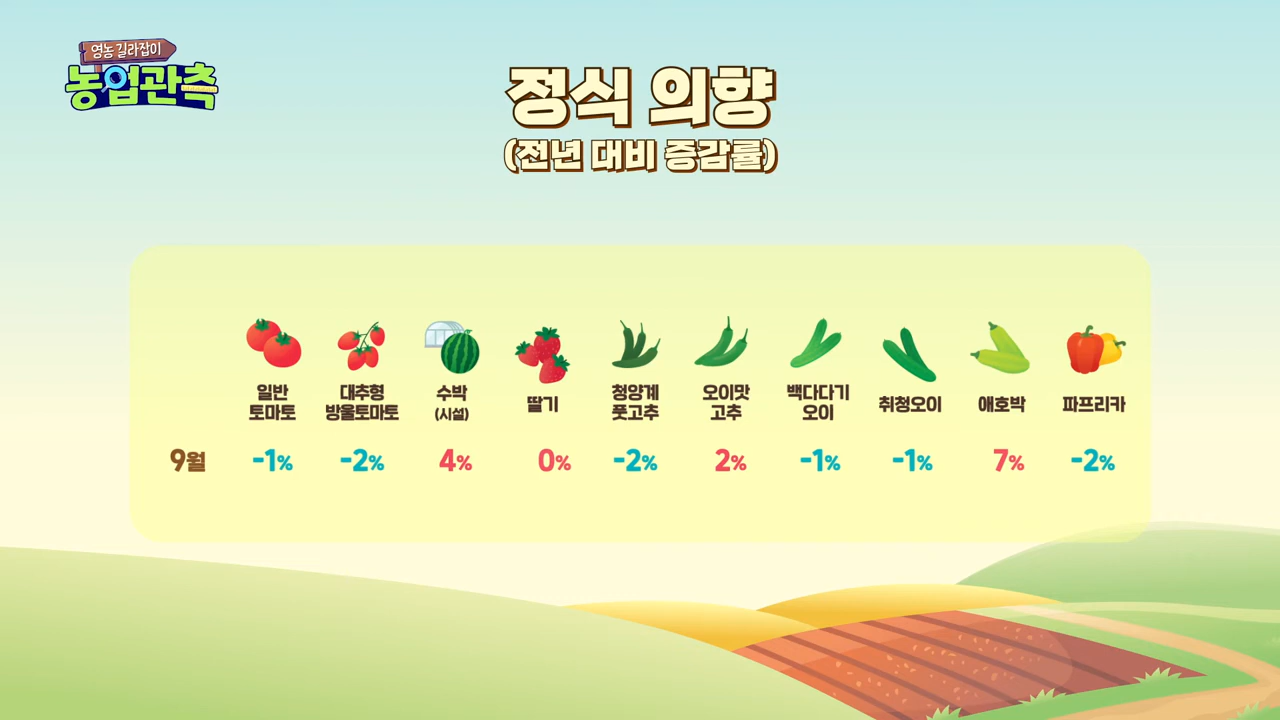 영농 길라잡이
농업관측
정식 의향
(전년 대비 증감률)
일반
토마토
대추형
방울토마토
수박
(시설)
딸기
청양계
풋고추
오이맛
고추
백다다기
오이
취청오이
애호박
파프리카
9월 -1% -2% 4% 0% -2% 2% -1% -1% 7% -2%